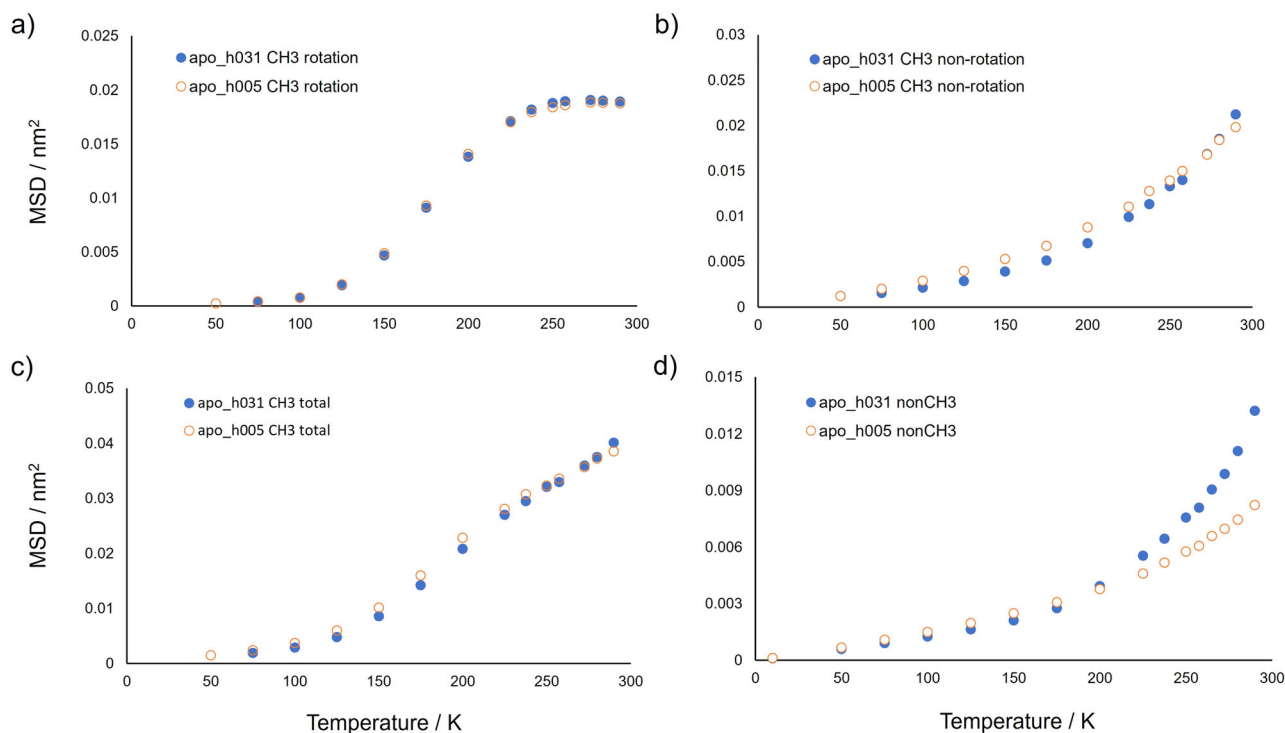 a)
apo_h031 CH3 rotation
apo_h005 CH3 rotation
MSD / nm²
0.025
0.02
0.015
0.01
0.005
0
0 50 100 150 200 250 300
b)
apo_h031 CH3 non-rotation
apo_h005 CH3 non-rotation
0.03
0.025
0.02
0.015
0.01
0.005
0
0 50 100 150 200 250 300
c)
apo_h031 CH3 total
apo_h005 CH3 total
MSD / nm²
0.05
0.04
0.03
0.02
0.01
0
0 50 100 150 200 250 300
Temperature / K
d)
apo_h031 nonCH3
apo_h005 nonCH3
0.015
0.012
0.009
0.006
0.003
0
0 50 100 150 200 250 300
Temperature / K